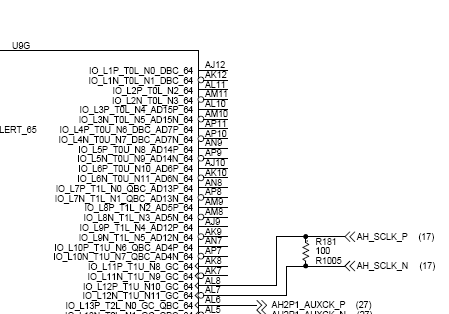 U9G
IO_L1P_T0L_N0_DBC_64 AJ12
IO_L1N_T0L_N1_DBC_64 AK12
IO_L2P_T0L_N2_64 AL11
IO_L2N_T0L_N3_64 AM11
IO_L3P_T0L_N4_AD15P_64 AL10
IO_L3N_T0L_N5_AD15N_64 AM10
LERT_65 IO_L4P_T0U_N6_DBC_AD7P_64 AP11
IO_L4N_T0U_N7_DBC_AD7N_64 AP10
IO_L5P_T0U_N8_AD14P_64 AN9
IO_L5N_T0U_N9_AD14N_64 AP9
IO_L6P_T0U_N10_AD6P_64 AJ10
IO_L6N_T0U_N11_AD6N_64 AK10
IO_L7P_T1L_N0_QBC_AD13P_64 AN8
IO_L7N_T1L_N1_QBC_AD13N_64 AP8
IO_L8P_T1L_N2_AD5P_64 AM9
IO_L8N_T1L_N3_AD5N_64 AM8
IO_L9P_T1L_N4_AD12P_64 AJ9
IO_L9N_T1L_N5_AD12N_64 AK9
IO_L10P_T1U_N6_QBC_AD4P_64 AN7
IO_L10N_T1U_N7_QBC_AD4N_64 AP7
IO_L11P_T1U_N8_GC_64 AK8
IO_L11N_T1U_N9_GC_64 AK7
IO_L12P_T1U_N10_GC_64 AL8
IO_L12N_T1U_N11_GC_64 AL7
IO_L13P_T2L_N0_GC_QBC_64 AL6
AL5
AH_SCLK_P (17)
R181
100
R1005
AH_SCLK_N (17)
AH2P1_AUXCK_P (27)